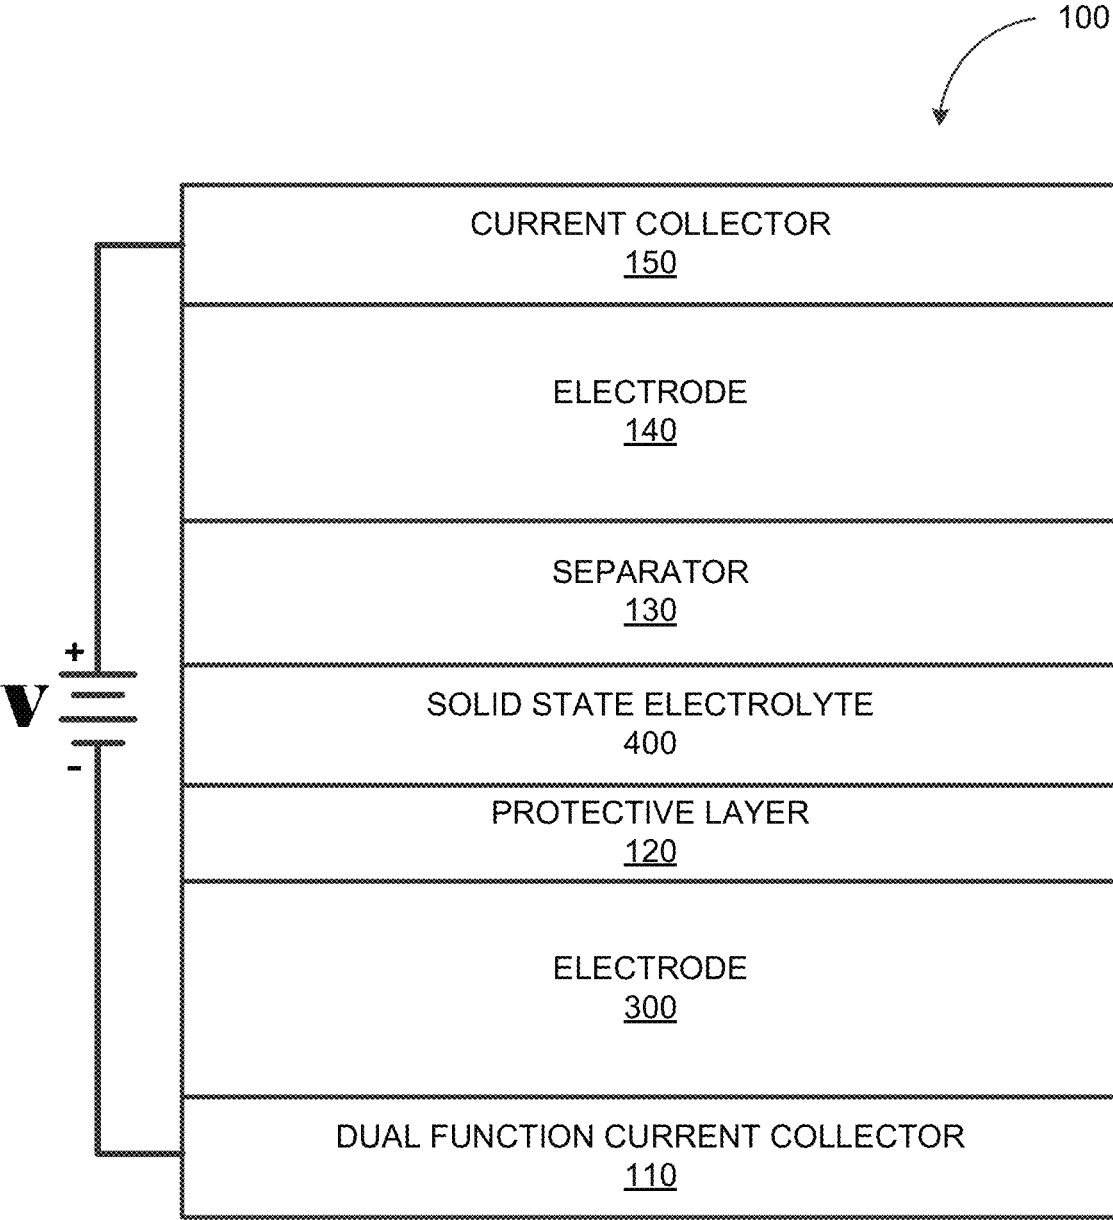 100
CURRENT COLLECTOR
150
ELECTRODE
140
SEPARATOR
130
+
V
SOLID STATE ELECTROLYTE
400
-
PROTECTIVE LAYER
120
ELECTRODE
300
DUAL FUNCTION CURRENT COLLECTOR
110